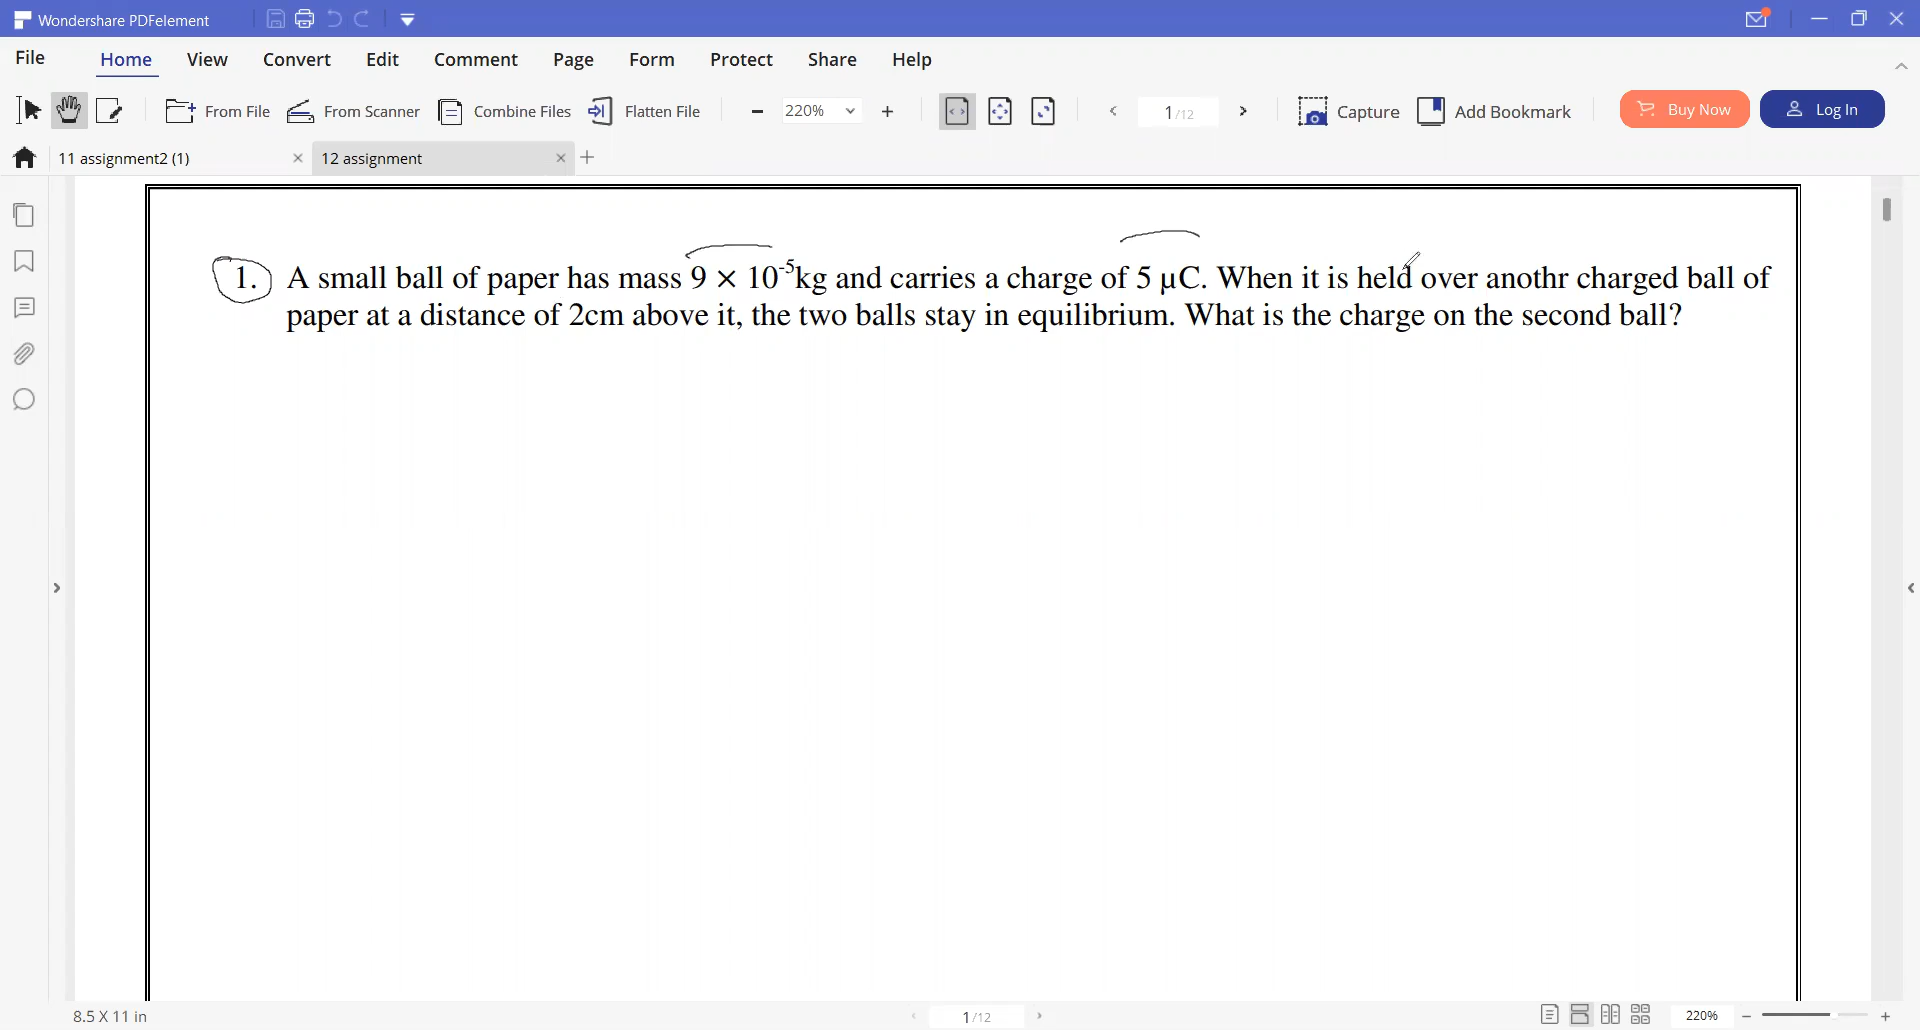 Wondershare PDFelement
File Home View Convert Edit Comment Page Form Protect Share Help
From File From Scanner Combine Files Flatten File 220% 1/12 Capture Add Bookmark Buy Now Log In
11 assignment2 (1) 12 assignment
1. A small ball of paper has mass 9 × 10⁻⁵kg and carries a charge of 5 µC. When it is held over anothr charged ball of
paper at a distance of 2cm above it, the two balls stay in equilibrium. What is the charge on the second ball?
8.5 X 11 in 1/12 220%